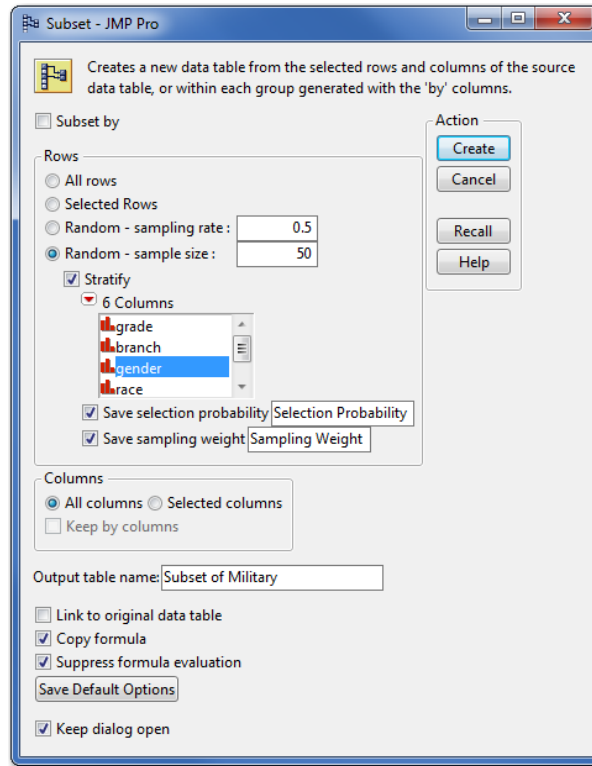 Subset - JMP Pro
Creates a new data table from the selected rows and columns of the source
data table, or within each group generated with the 'by' columns.
Subset by
Action
Create
Cancel
Recall
Help
Rows
All rows
Selected Rows
Random - sampling rate : 0.5
Random - sample size : 50
Stratify
6 Columns
grade
branch
gender
race
Save selection probability Selection Probability
Save sampling weight Sampling Weight
Columns
All columns Selected columns
Keep by columns
Output table name: Subset of Military
Link to original data table
Copy formula
Suppress formula evaluation
Save Default Options
Keep dialog open